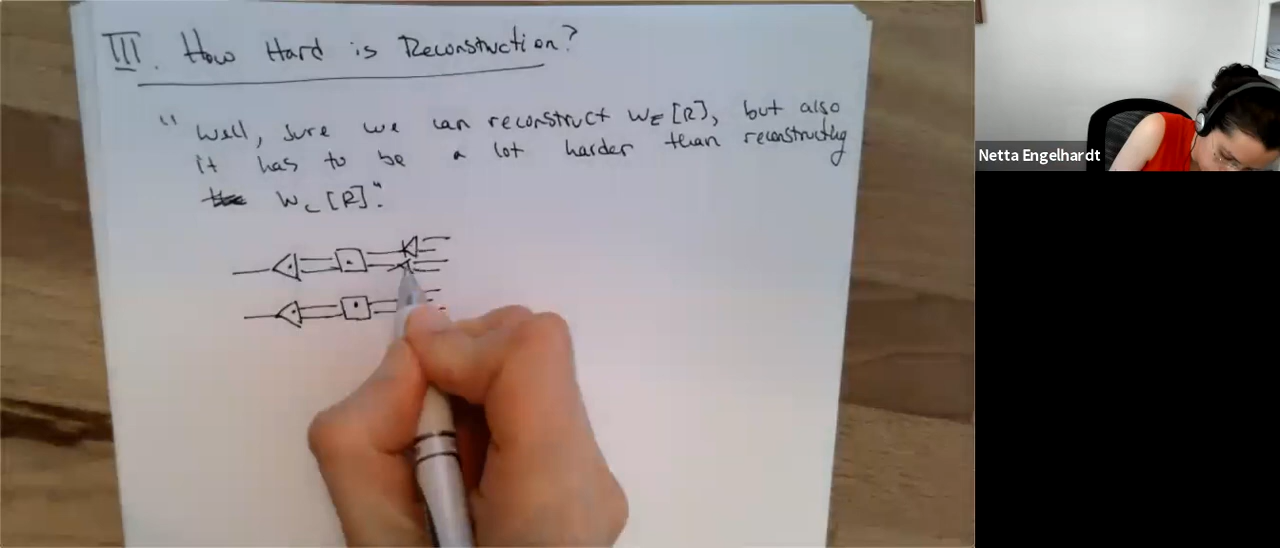 III. How Hard is Reconstruction?
"Well, sure we can reconstruct W_E[R], but also
it has to be a lot harder than reconstructing
W_C[R]."
Netta Engelhardt